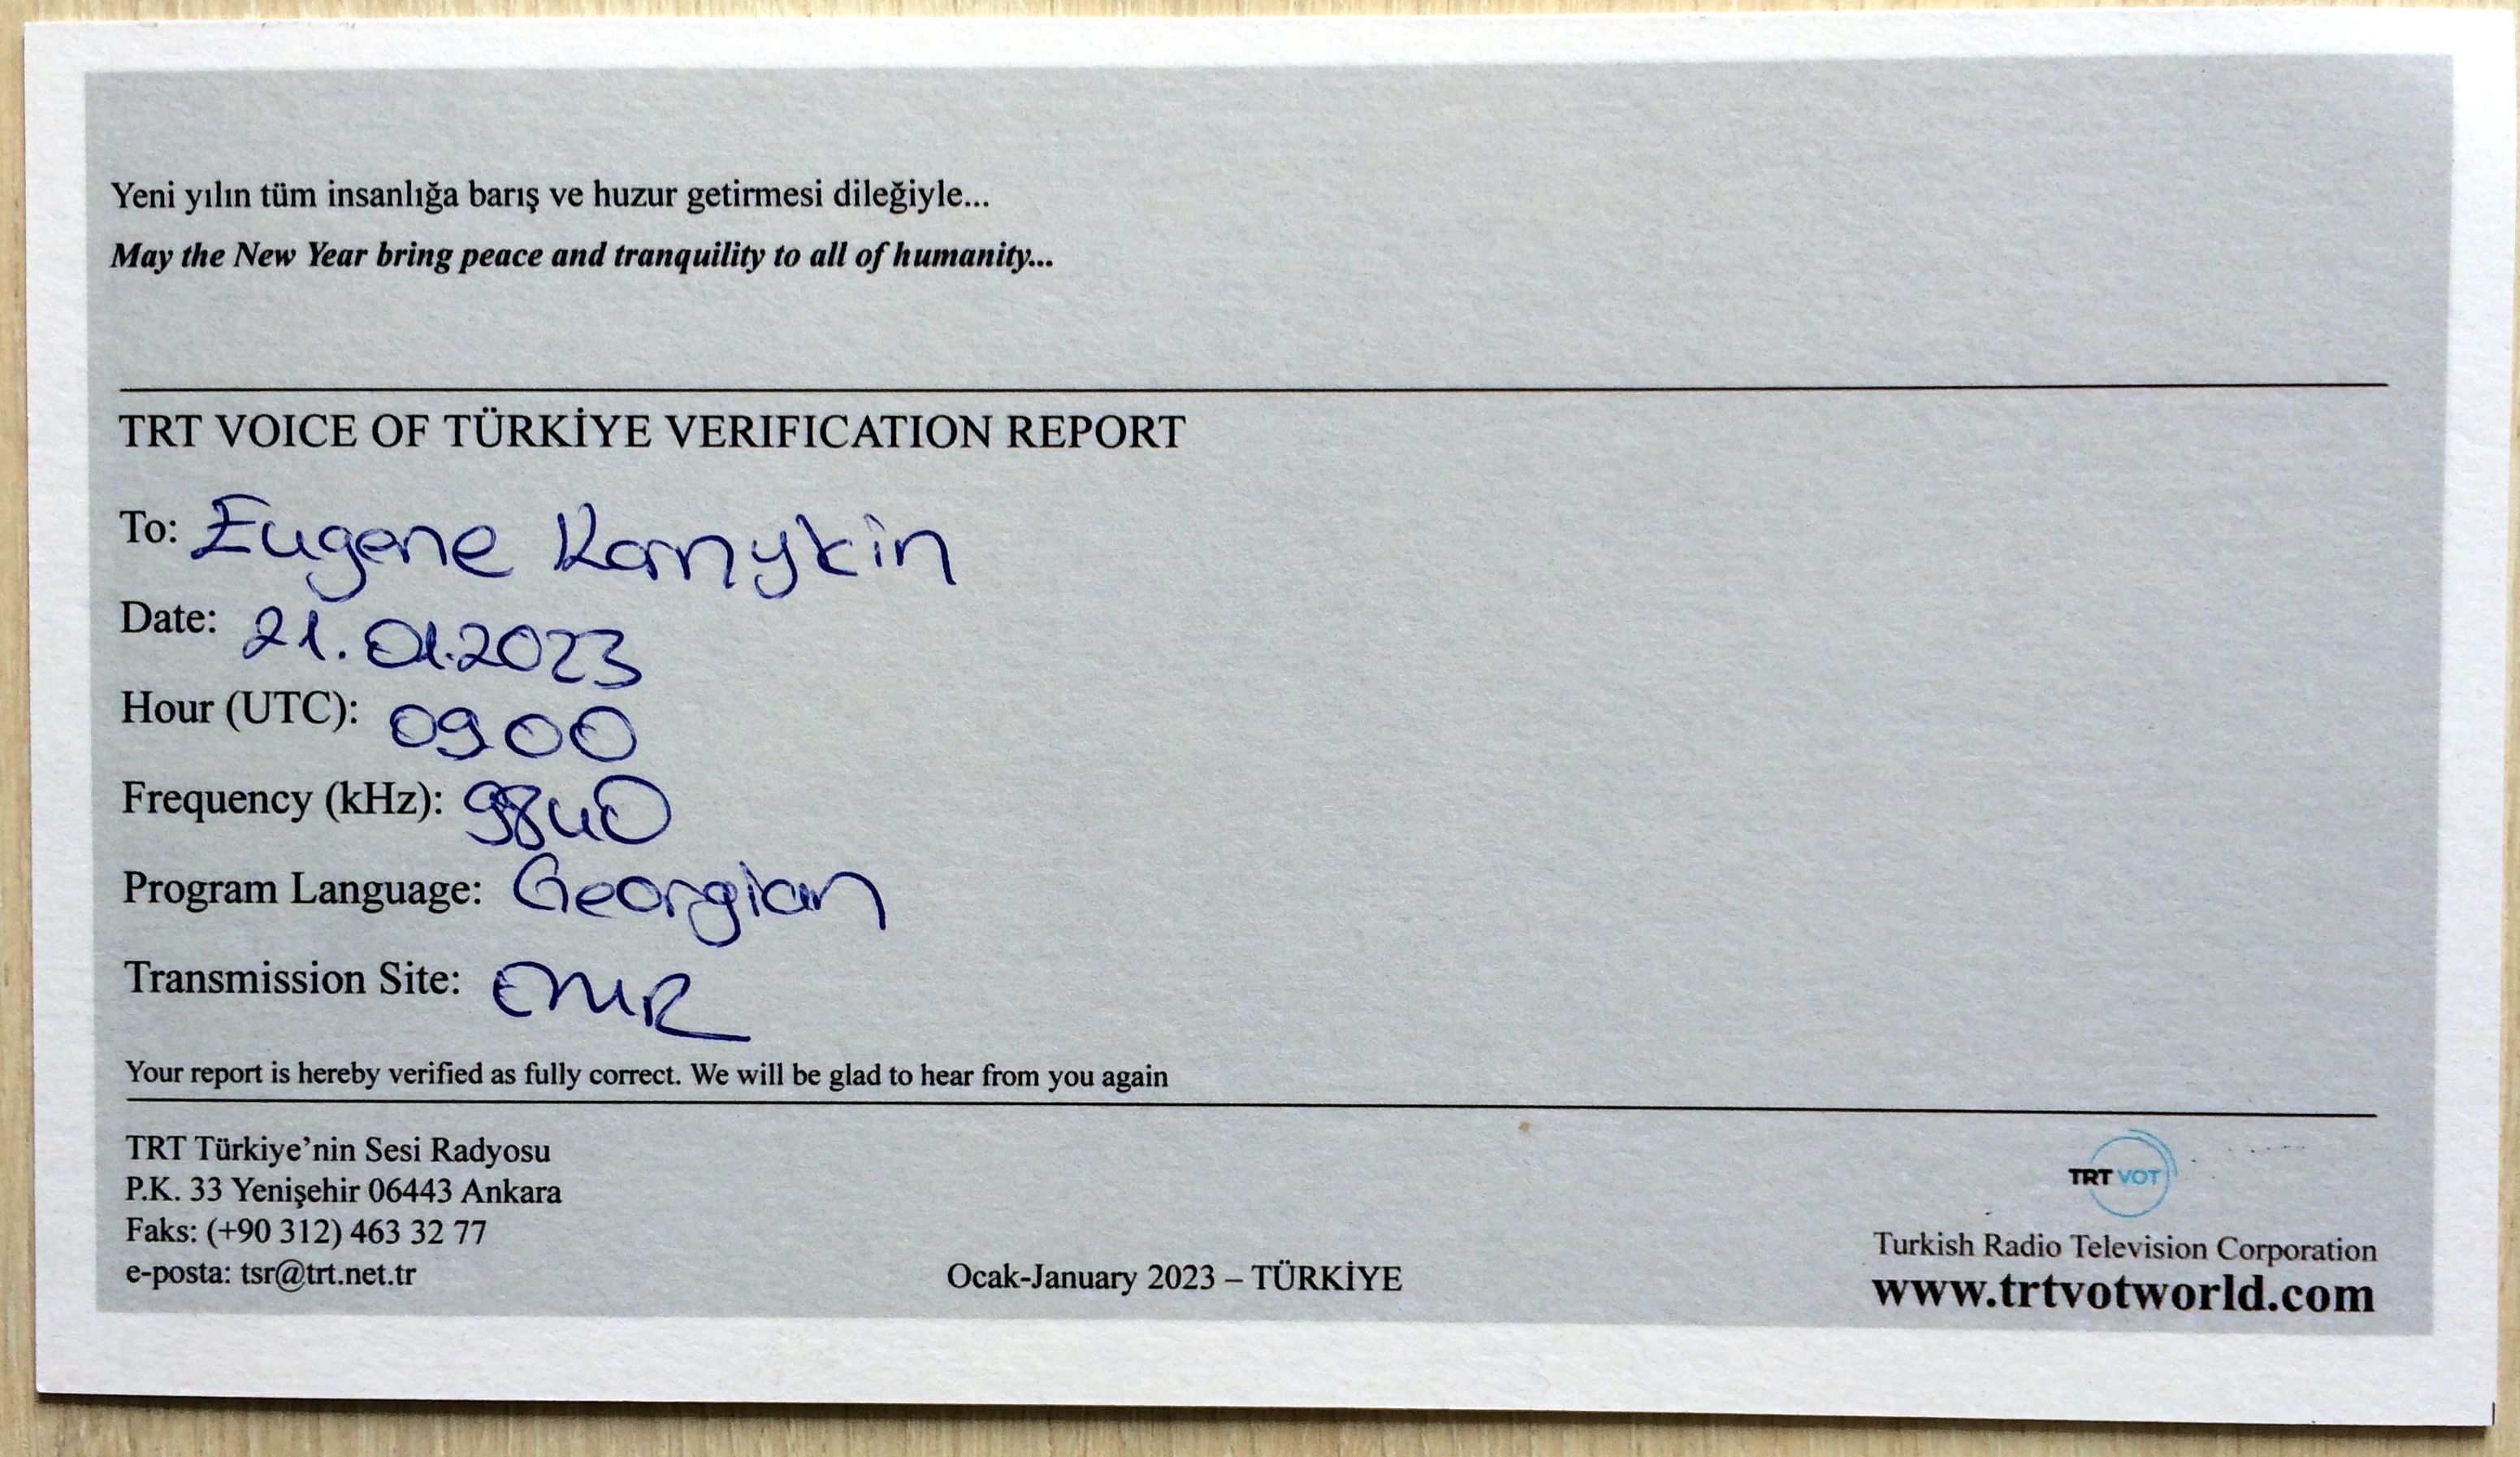 Yeni yılın tüm insanlığa barış ve huzur getirmesi dileğiyle...
May the New Year bring peace and tranquility to all of humanity...
TRT VOICE OF TÜRKİYE VERIFICATION REPORT
To: Eugene Kanykin
Date: 21.01.2023
Hour (UTC): 09.00
Frequency (kHz): 9840
Program Language: Georgian
Transmission Site: EMR
Your report is hereby verified as fully correct. We will be glad to hear from you again
TRT Türkiye'nin Sesi Radyosu
P.K. 33 Yenişehir 06443 Ankara
Faks: (+90 312) 463 32 77
e-posta: tsr@trt.net.tr
Ocak-January 2023 – TÜRKİYE
TRT VOT
Turkish Radio Television Corporation
www.trtvotworld.com